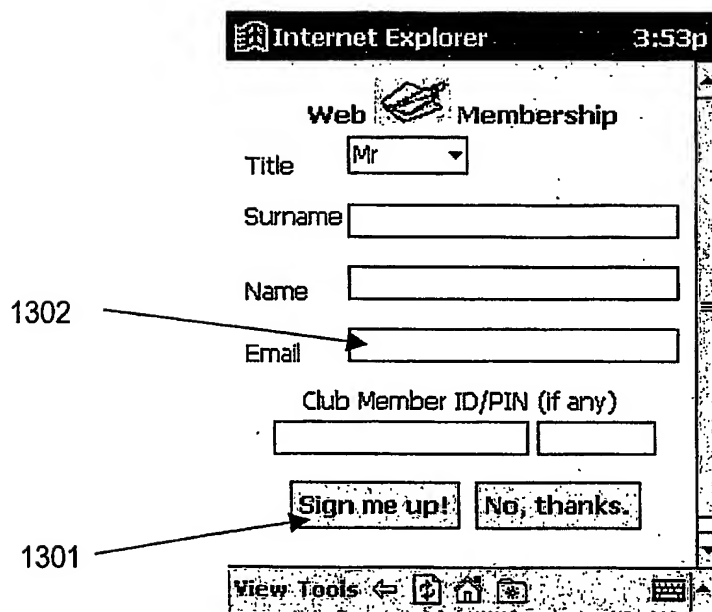 Internet Explorer 3:53p
Web Membership
Title Mr
Surname
Name
1302
Email
Club Member ID/PIN (if any)
Sign me up! No, thanks.
1301
View Tools